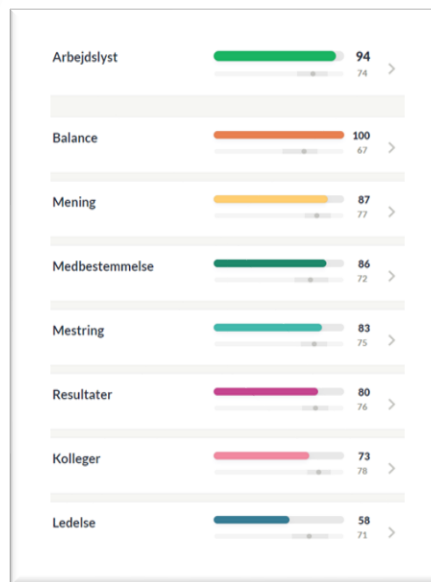 Arbejdslyst 94
74
Balance 100
67
Mening 87
77
Medbestemmelse 86
72
Mestring 83
75
Resultater 80
76
Kolleger 73
78
Ledelse 58
71